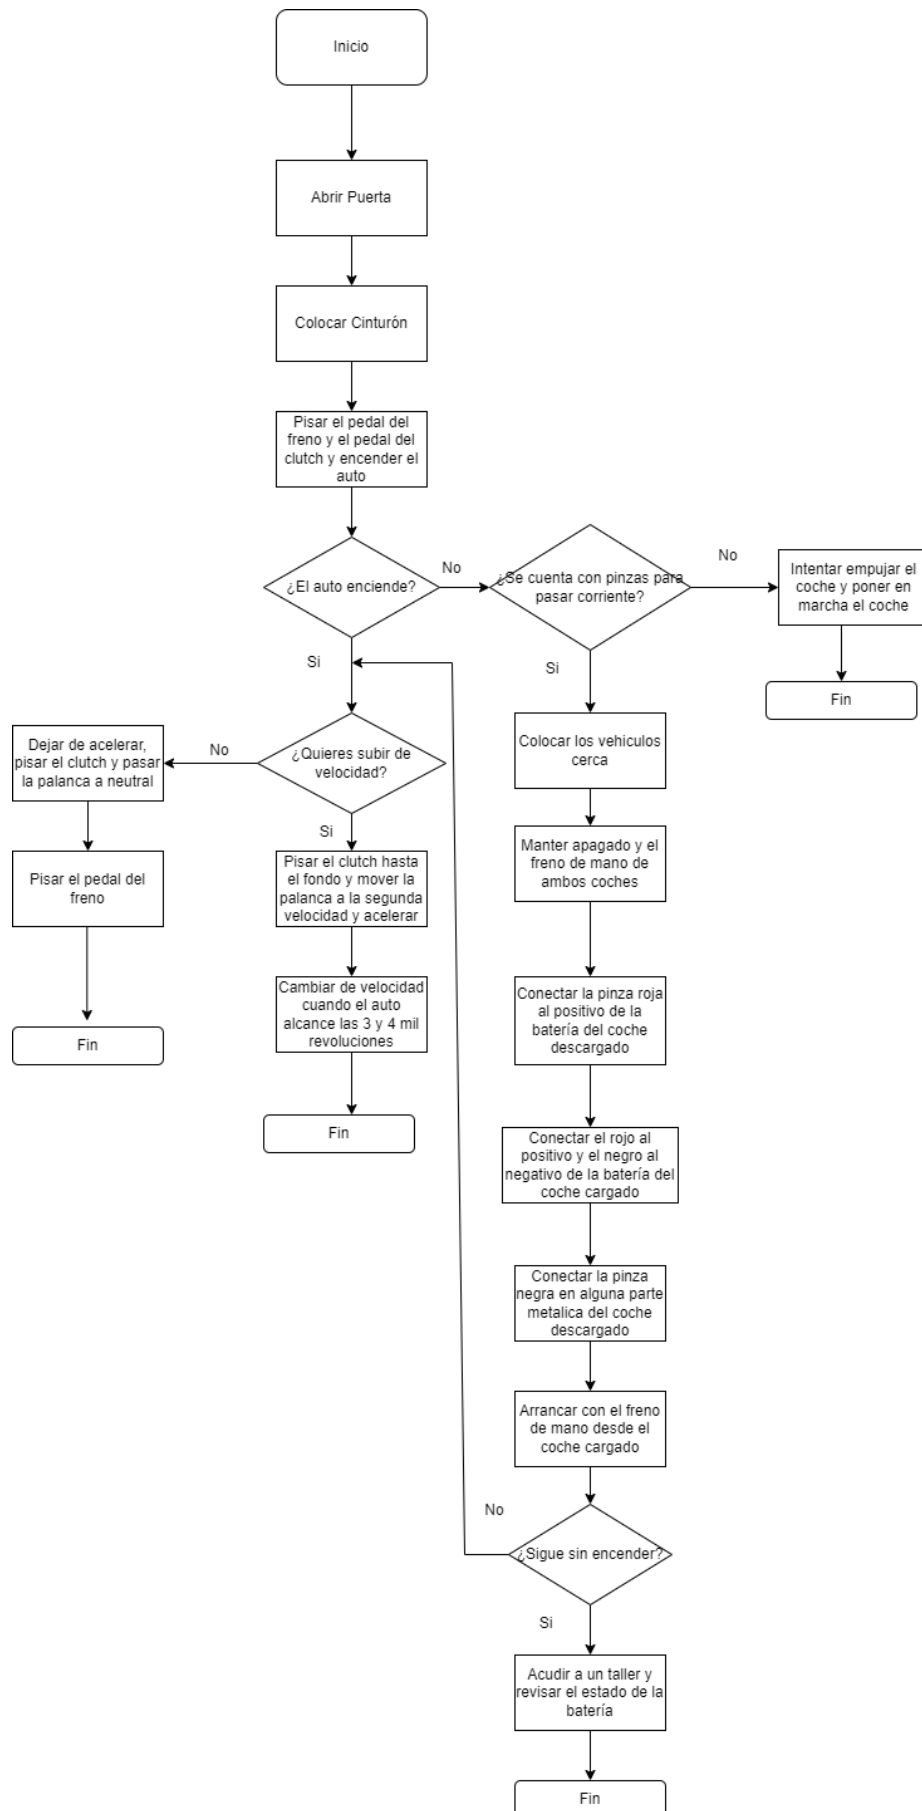 Inicio
Abrir Puerta
Colocar Cinturón
Pisar el pedal del
freno y el pedal del
clutch y encender el
auto
¿El auto enciende?
No
¿Se cuenta con pinzas para
pasar corriente?
No
Intentar empujar el
coche y poner en
marcha el coche
Fin
Si
Si
¿Quieres subir de
velocidad?
No
Dejar de acelerar,
pisar el clutch y pasar
la palanca a neutral
Pisar el pedal del
freno
Fin
Si
Pisar el clutch hasta
el fondo y mover la
palanca a la segunda
velocidad y acelerar
Cambiar de velocidad
cuando el auto
alcance las 3 y 4 mil
revoluciones
Fin
Colocar los vehiculos
cerca
Manter apagado y el
freno de mano de
ambos coches
Conectar la pinza roja
al positivo de la
batería del coche
descargado
Conectar el rojo al
positivo y el negro al
negativo de la batería del
coche cargado
Conectar la pinza
negra en alguna parte
metalica del coche
descargado
Arrancar con el freno
de mano desde el
coche cargado
No
¿Sigue sin encender?
Si
Acudir a un taller y
revisar el estado de la
batería
Fin